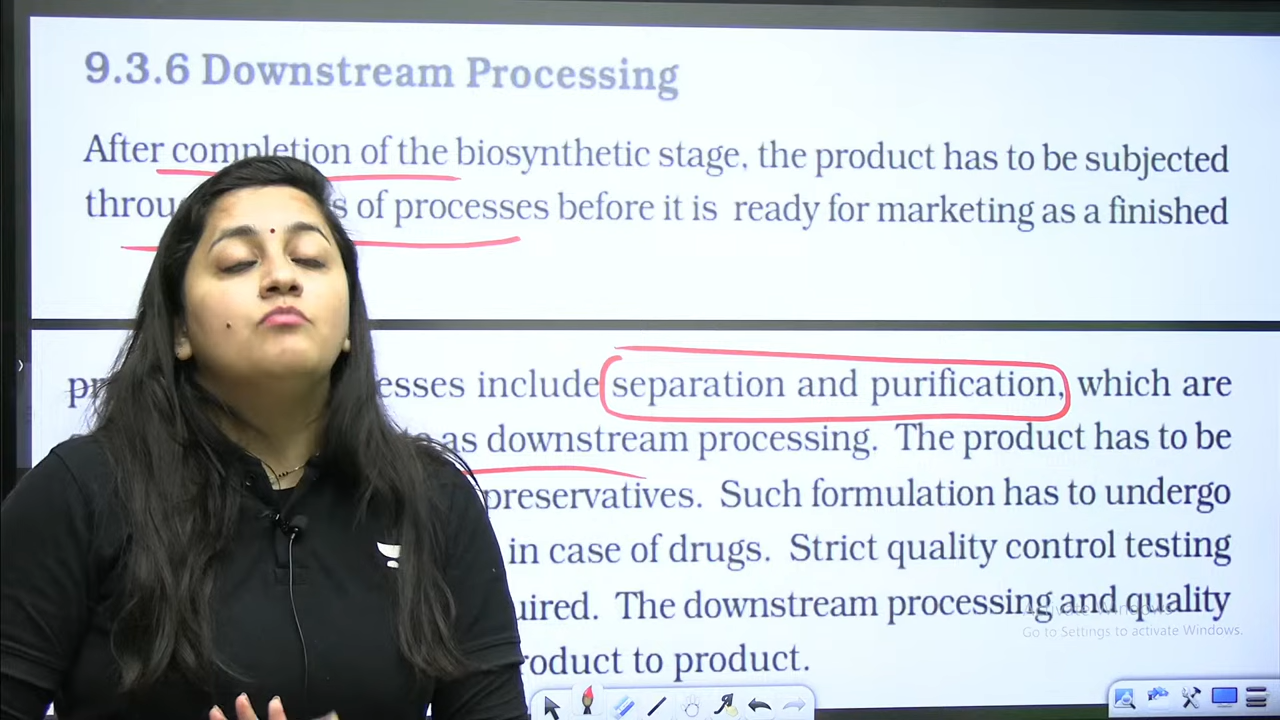 9.3.6 Downstream Processing
After completion of the biosynthetic stage, the product has to be subjected
of processes before it is ready for marketing as a finished
include separation and purification, which are
as downstream processing. The product has to be
preservatives. Such formulation has to undergo
in case of drugs. Strict quality control testing
The downstream processing and quality
product.
to product.
Activate Windows
Go to Settings to activate Windows.